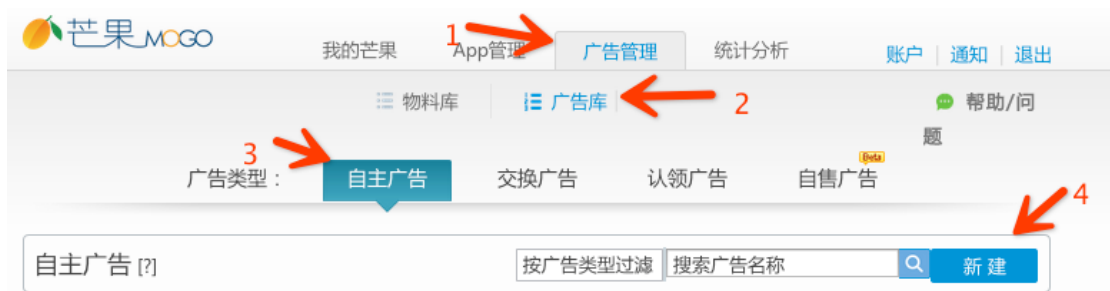 芒果 MOGO
我的芒果 1 App管理 广告管理 统计分析 账户 | 通知 | 退出
物料库 广告库 2 帮助/问
题
3 Beta
广告类型： 自主广告 交换广告 认领广告 自售广告
4
自主广告 [?] 按广告类型过滤 搜索广告名称 新 建